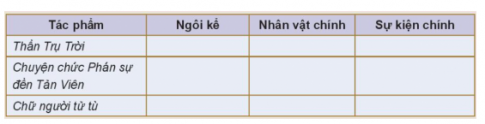 Tác phẩm Ngôi kể Nhân vật chính Sự kiện chính
Thần Trụ Trời
Chuyện chức Phán sự
đền Tản Viên
Chữ người tử tù